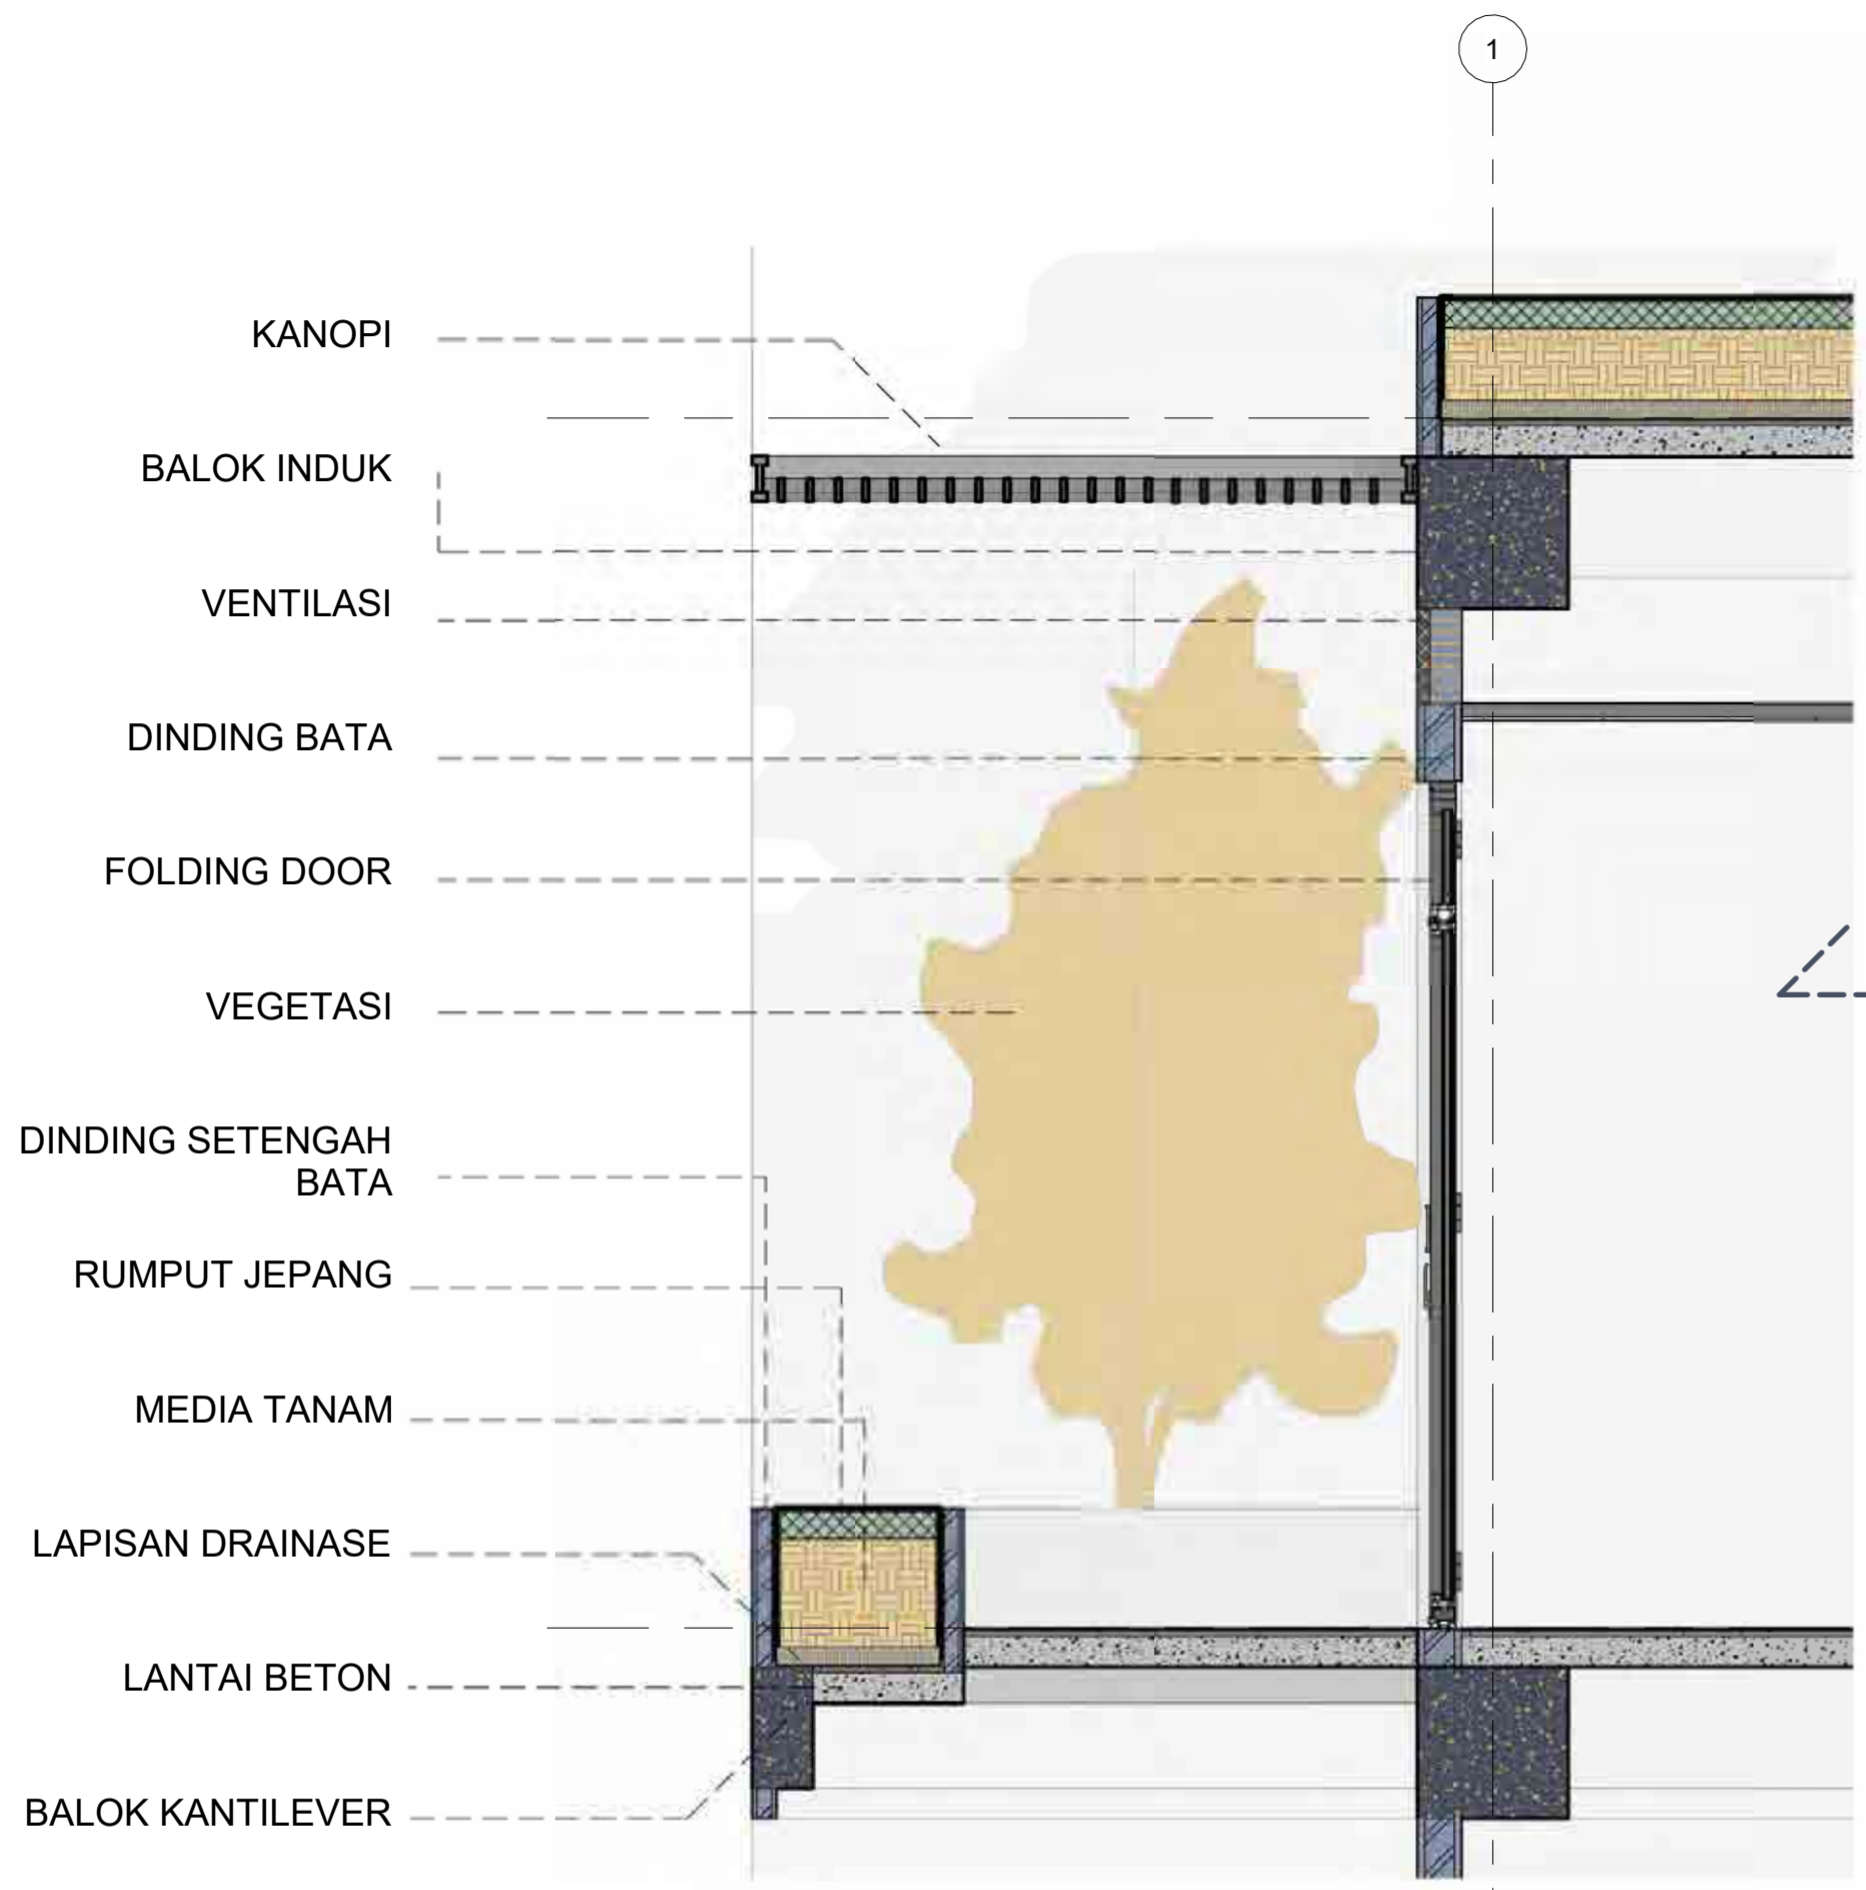 1
KANOPI
BALOK INDUK
VENTILASI
DINDING BATA
FOLDING DOOR
VEGETASI
DINDING SETENGAH
BATA
RUMPUT JEPANG
MEDIA TANAM
LAPISAN DRAINASE
LANTAI BETON
BALOK KANTILEVER